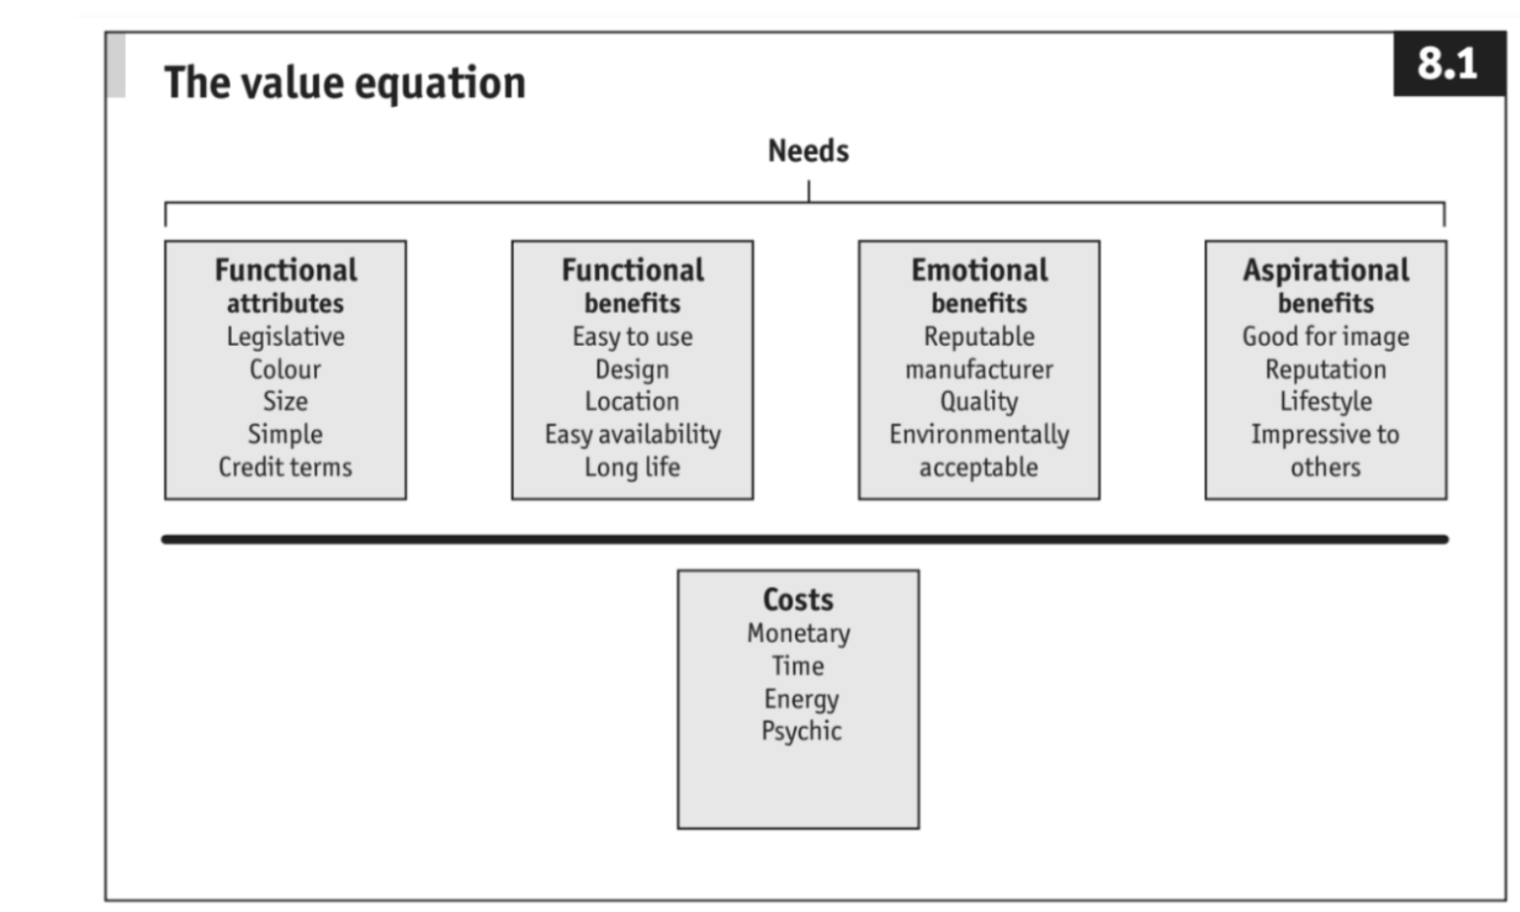 The value equation
8.1
Needs
Functional
attributes
Legislative
Colour
Size
Simple
Credit terms
Functional
benefits
Easy to use
Design
Location
Easy availability
Long life
Emotional
benefits
Reputable
manufacturer
Quality
Environmentally
acceptable
Aspirational
benefits
Good for image
Reputation
Lifestyle
Impressive to
others
Costs
Monetary
Time
Energy
Psychic